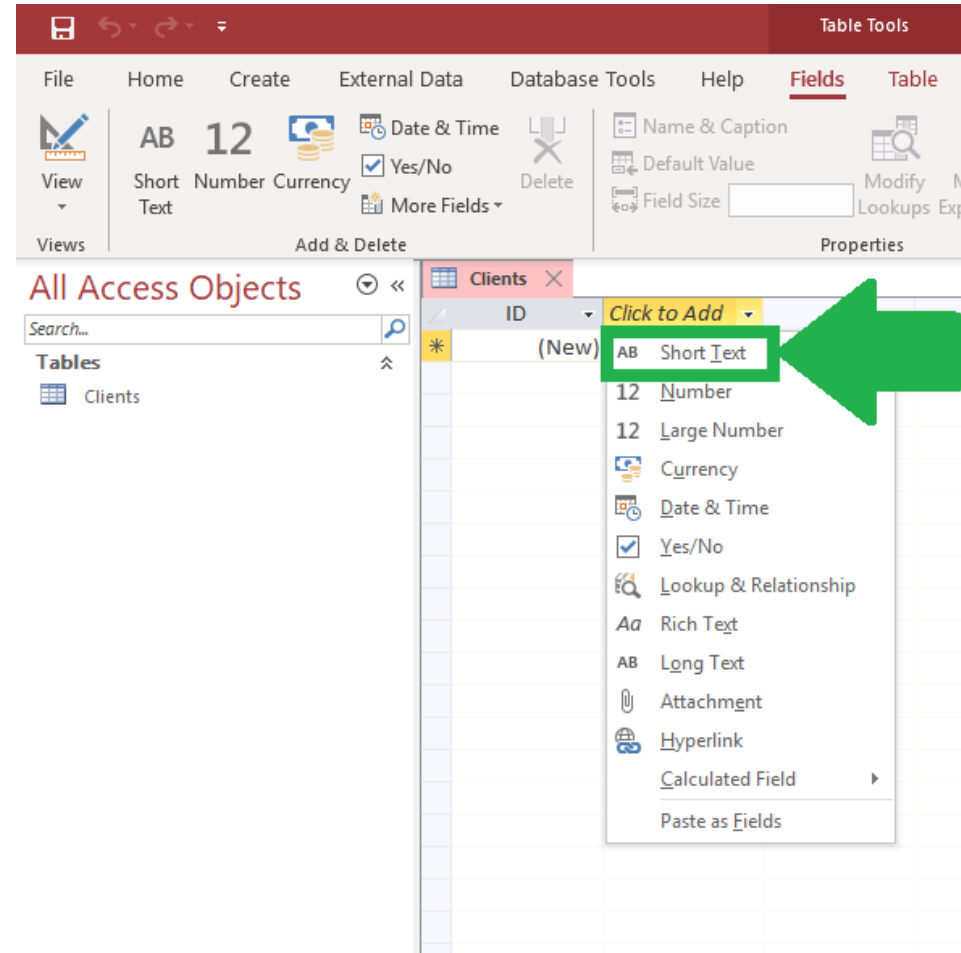 Table Tools
File Home Create External Data Database Tools Help Fields Table
View
Views
AB
Short
Text
12
Number
Currency
Date & Time
Yes/No
More Fields
Delete
Add & Delete
Name & Caption
Default Value
Field Size
Modify
Lookups
Properties
All Access Objects
Search...
Tables
Clients
Clients
ID Click to Add
(New)
AB Short Text
12 Number
12 Large Number
Currency
Date & Time
Yes/No
Lookup & Relationship
Aa Rich Text
AB Long Text
Attachment
Hyperlink
Calculated Field
Paste as Fields